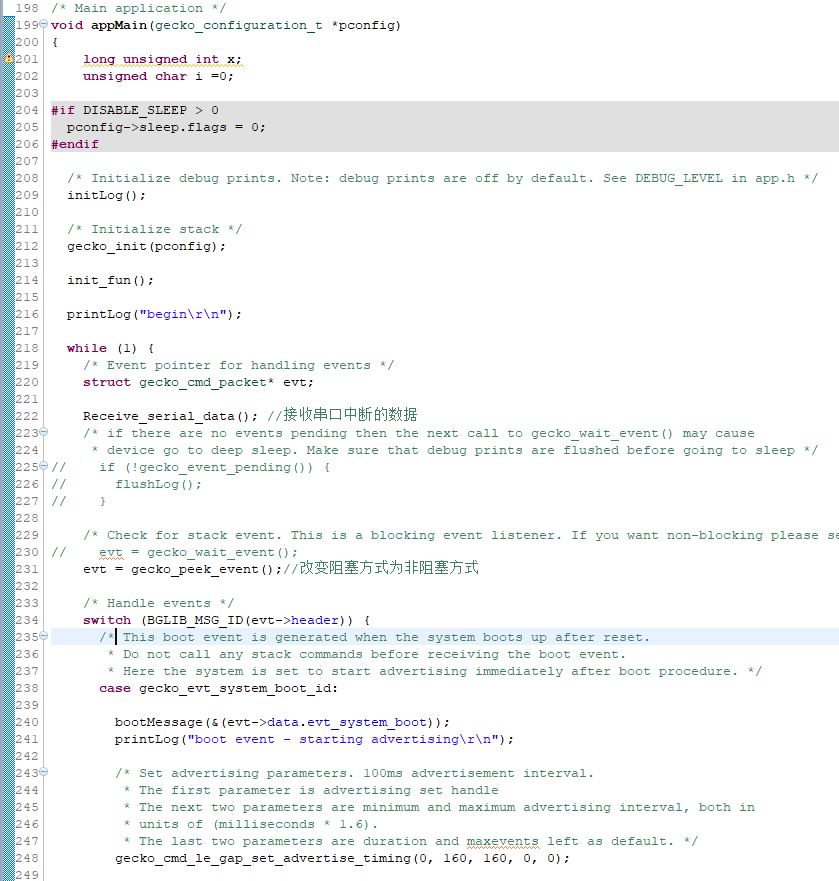 198 /* Main application */
199 void appMain(gecko_configuration_t *pconfig)
200 {
201     long unsigned int x;
202     unsigned char i =0;
203
204 #if DISABLE_SLEEP > 0
205   pconfig->sleep.flags = 0;
206 #endif
207
208   /* Initialize debug prints. Note: debug prints are off by default. See DEBUG_LEVEL in app.h */
209   initLog();
210
211   /* Initialize stack */
212   gecko_init(pconfig);
213
214   init_fun();
215
216   printLog("begin\r\n");
217
218   while (1) {
219     /* Event pointer for handling events */
220     struct gecko_cmd_packet* evt;
221
222     Receive_serial_data(); //接收串口中断的数据
223     /* if there are no events pending then the next call to gecko_wait_event() may cause
224      * device go to deep sleep. Make sure that debug prints are flushed before going to sleep */
225 //    if (!gecko_event_pending()) {
226 //      flushLog();
227 //    }
228
229     /* Check for stack event. This is a blocking event listener. If you want non-blocking please se
230 //    evt = gecko_wait_event();
231     evt = gecko_peek_event();//改变阻塞方式为非阻塞方式
232
233     /* Handle events */
234     switch (BGLIB_MSG_ID(evt->header)) {
235       /* This boot event is generated when the system boots up after reset.
236        * Do not call any stack commands before receiving the boot event.
237        * Here the system is set to start advertising immediately after boot procedure. */
238       case gecko_evt_system_boot_id:
239
240         bootMessage(&(evt->data.evt_system_boot));
241         printLog("boot event - starting advertising\r\n");
242
243         /* Set advertising parameters. 100ms advertisement interval.
244          * The first parameter is advertising set handle
245          * The next two parameters are minimum and maximum advertising interval, both in
246          * units of (milliseconds * 1.6).
247          * The last two parameters are duration and maxevents left as default. */
248         gecko_cmd_le_gap_set_advertise_timing(0, 160, 160, 0, 0);
249